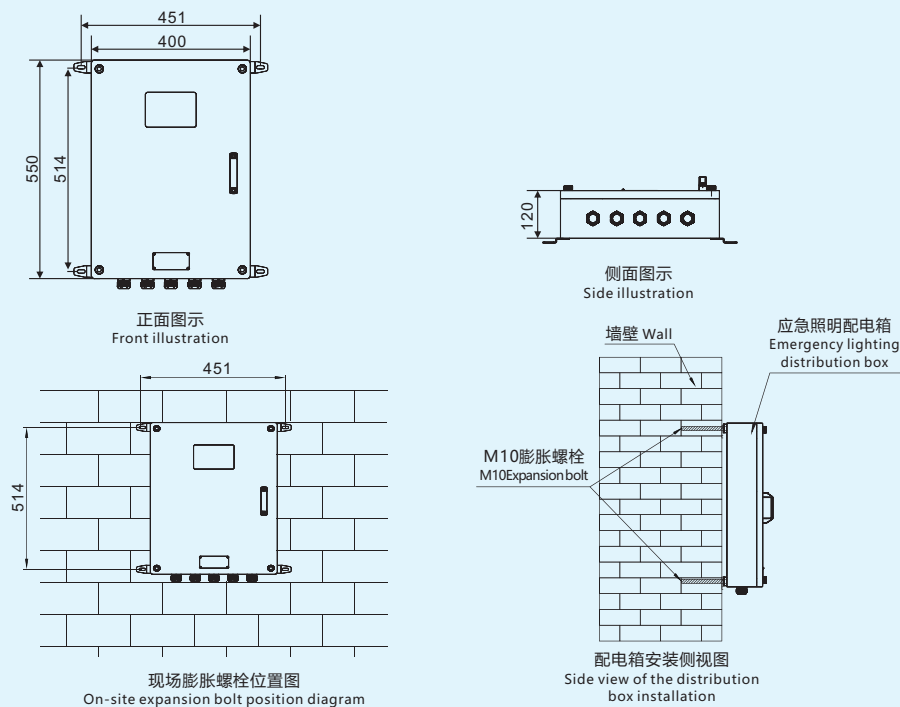 451
400
550
514
正面图示
Front illustration
120
侧面图示
Side illustration
451
514
现场膨胀螺栓位置图
On-site expansion bolt position diagram
墙壁 Wall
应急照明配电箱
Emergency lighting
distribution box
M10膨胀螺栓
M10Expansion bolt
配电箱安装侧视图
Side view of the distribution
box installation